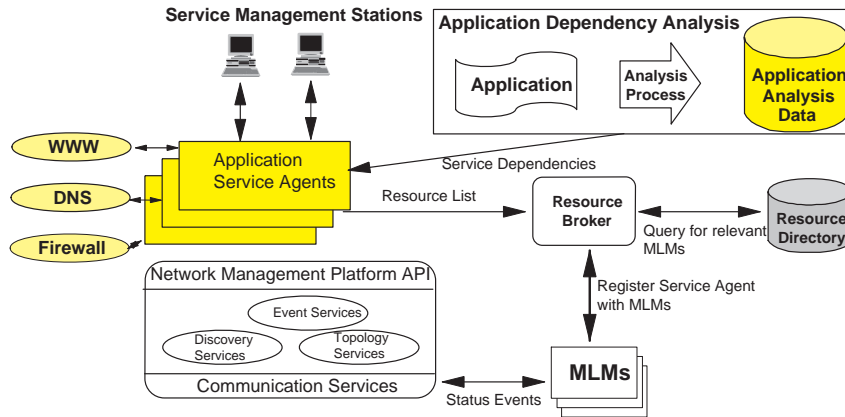 Service Management Stations
Application Dependency Analysis
Application
Analysis
Process
Application
Analysis
Data
WWW
DNS
Firewall
Application
Service Agents
Service Dependencies
Resource List
Resource
Broker
Query for relevant
MLMs
Resource
Directory
Register Service Agent
with MLMs
Network Management Platform API
Event Services
Discovery
Services
Topology
Services
Communication Services
Status Events
MLMs